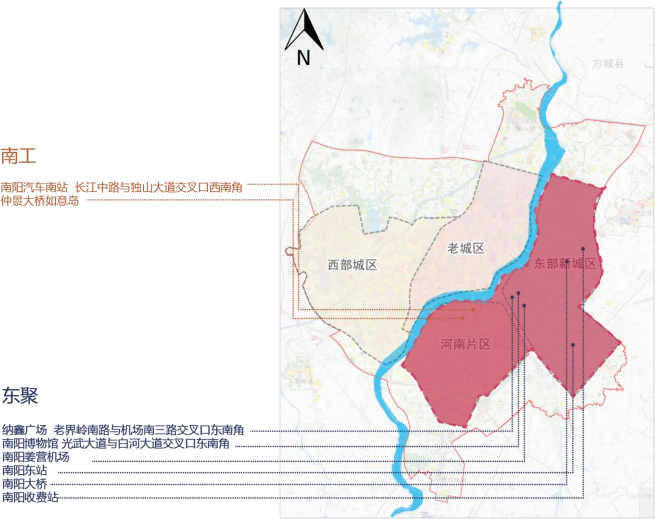 N
方城县
南工
南阳汽车南站 长江中路与独山大道交叉口西南角
仲景大桥如意岛
老城区
西部城区
东部新城区
河南片区
东聚
纳鑫广场 老界岭南路与机场南三路交叉口东南角
南阳博物馆 光武大道与白河大道交叉口东南角
南阳姜营机场
南阳东站
南阳大桥
南阳收费站